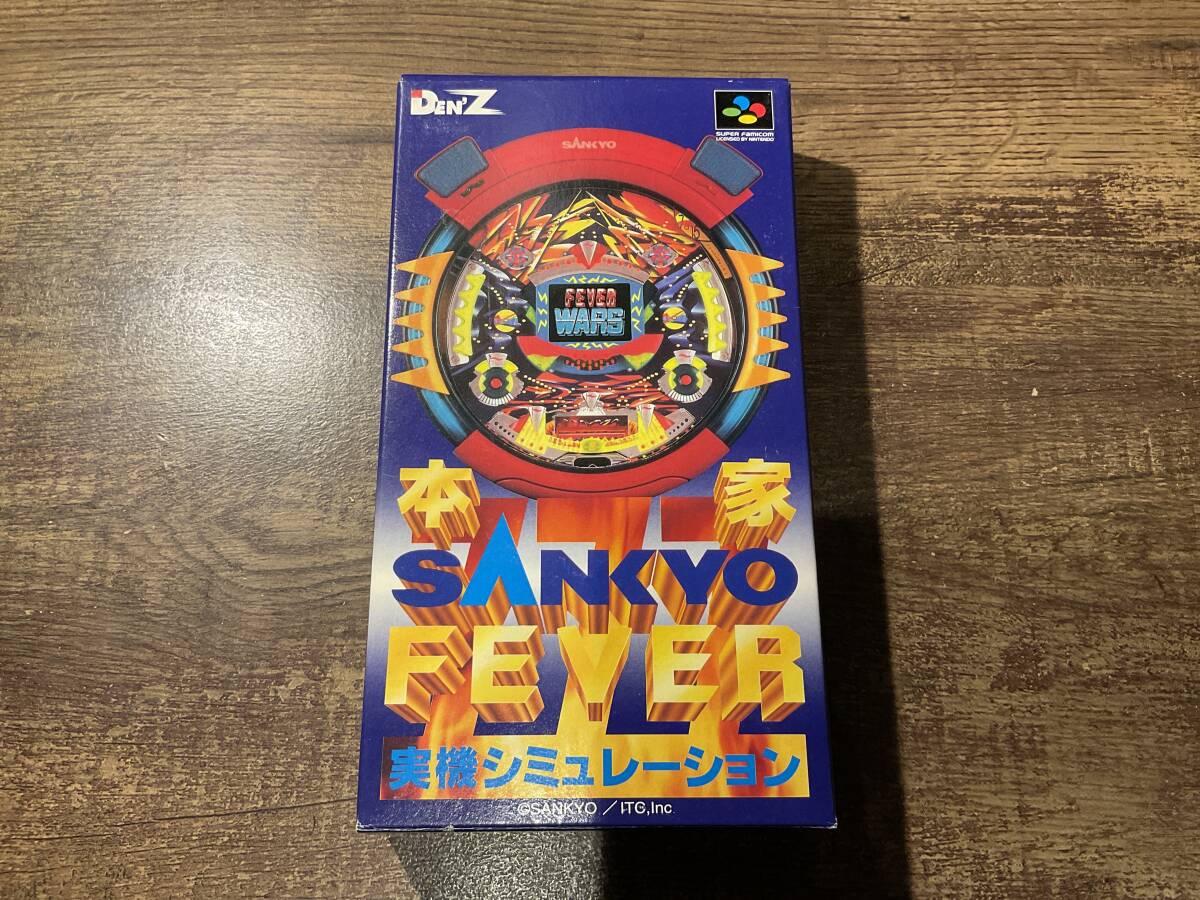 DEN'Z
SUPER FAMICOM
LICENSED BY NINTENDO
SANKYO
FEVER
WARS
本家
SANKYO
FEVER
実機シミュレーション
©SANKYO／ITC,Inc.